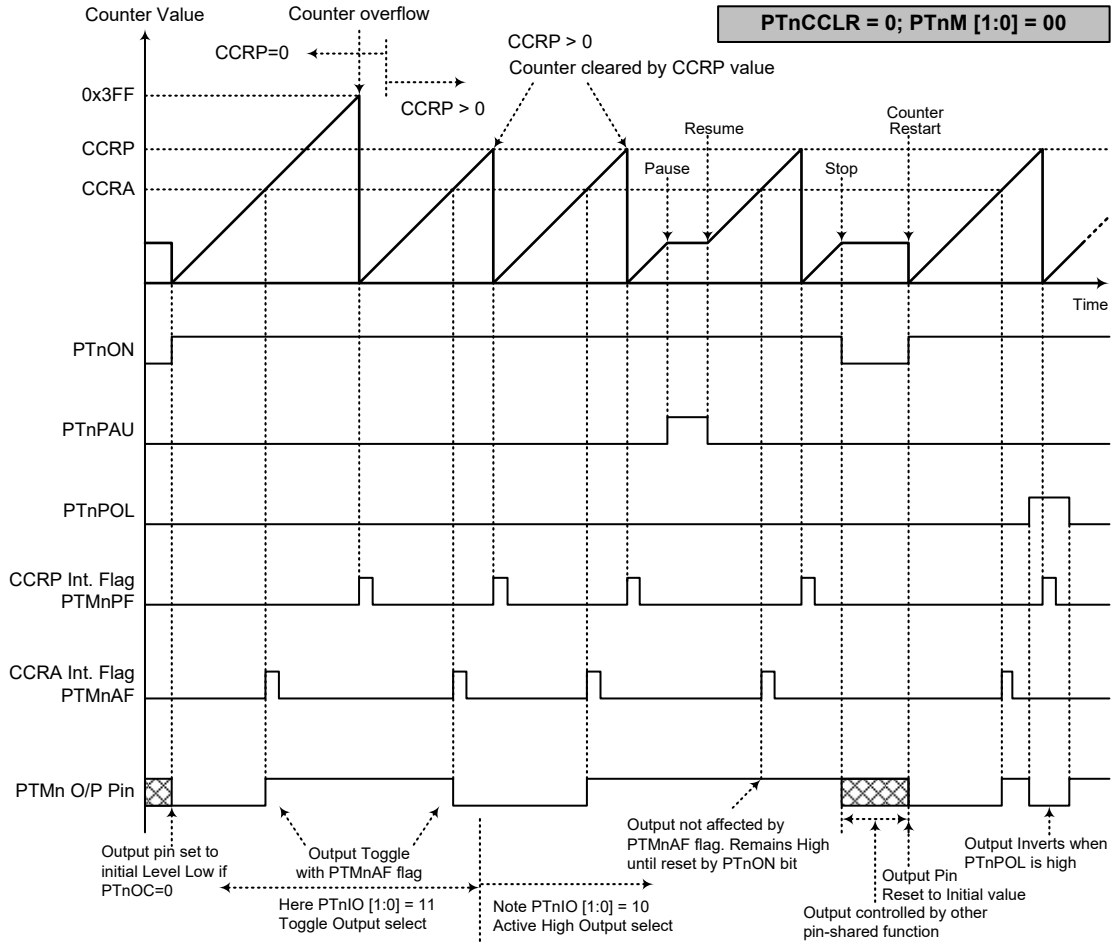 Counter Value
Counter overflow
PTnCCLR = 0; PTnM [1:0] = 00
CCRP=0
CCRP > 0
CCRP > 0
Counter cleared by CCRP value
0x3FF
CCRP
CCRA
Pause
Resume
Stop
Counter
Restart
Time
PTnON
PTnPAU
PTnPOL
CCRP Int. Flag
PTMnPF
CCRA Int. Flag
PTMnAF
PTMn O/P Pin
Output pin set to
initial Level Low if
PTnOC=0
Output Toggle
with PTMnAF flag
Here PTnIO [1:0] = 11
Toggle Output select
Note PTnIO [1:0] = 10
Active High Output select
Output not affected by
PTMnAF flag. Remains High
until reset by PTnON bit
Output Pin
Reset to Initial value
Output controlled by other
pin-shared function
Output Inverts when
PTnPOL is high